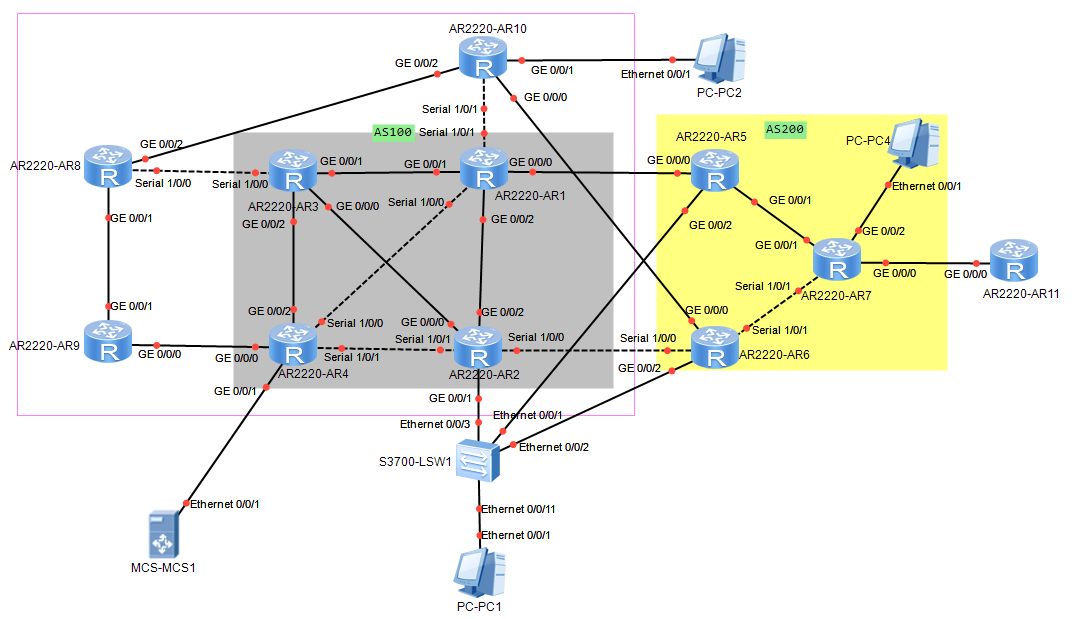 AR2220-AR10
GE 0/0/2
GE 0/0/1
Ethernet 0/0/1
PC-PC2
GE 0/0/0
Serial 1/0/1
AS100
Serial 1/0/1
AS200
AR2220-AR5
PC-PC4
GE 0/0/2
AR2220-AR8
Serial 1/0/0
Serial 1/0/0
GE 0/0/1
GE 0/0/1
GE 0/0/0
GE 0/0/0
Ethernet 0/0/1
AR2220-AR3
GE 0/0/0
Serial 1/0/0
AR2220-AR1
GE 0/0/1
GE 0/0/1
GE 0/0/2
GE 0/0/2
GE 0/0/2
GE 0/0/2
GE 0/0/1
GE 0/0/0
GE 0/0/0
AR2220-AR7
AR2220-AR11
Serial 1/0/1
GE 0/0/1
GE 0/0/2
Serial 1/0/0
GE 0/0/0
GE 0/0/2
GE 0/0/0
Serial 1/0/1
AR2220-AR9
GE 0/0/0
GE 0/0/0
Serial 1/0/1
Serial 1/0/1
Serial 1/0/0
Serial 1/0/0
AR2220-AR6
AR2220-AR4
AR2220-AR2
GE 0/0/2
GE 0/0/1
GE 0/0/1
Ethernet 0/0/3
Ethernet 0/0/1
Ethernet 0/0/2
S3700-LSW1
Ethernet 0/0/1
Ethernet 0/0/11
Ethernet 0/0/1
MCS-MCS1
PC-PC1